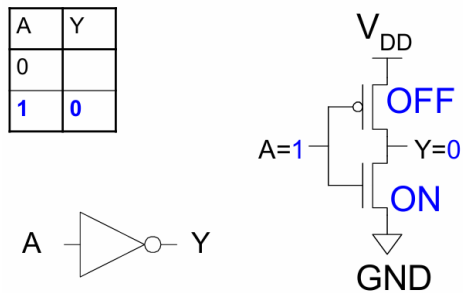 A Y
0
1 0
V DD
OFF
A=1 Y=0
ON
A Y
GND